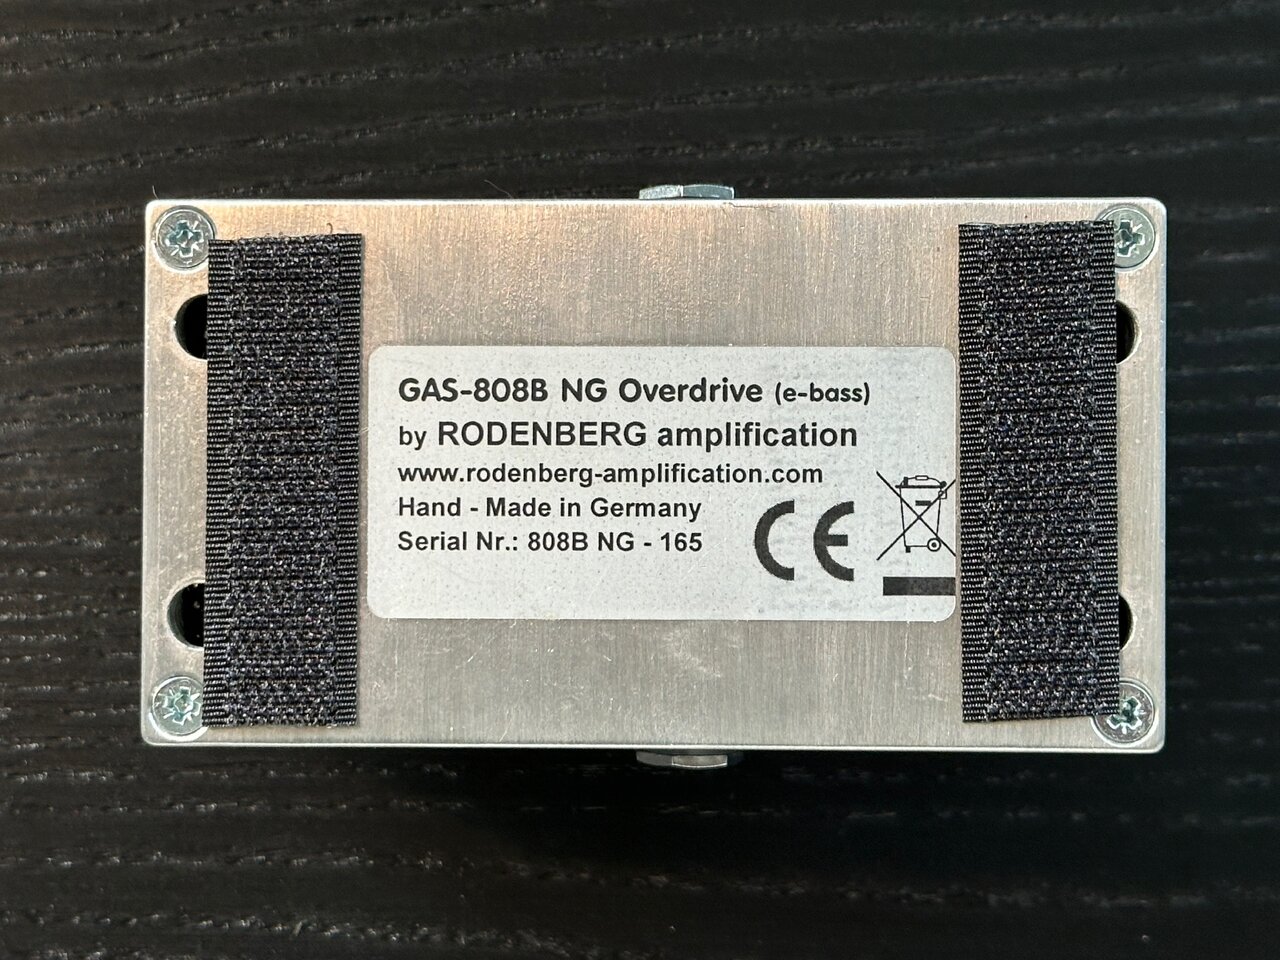 GAS-808B NG Overdrive (e-bass)
by RODENBERG amplification
www.rodenberg-amplification.com
Hand - Made in Germany
Serial Nr.: 808B NG - 165
CE